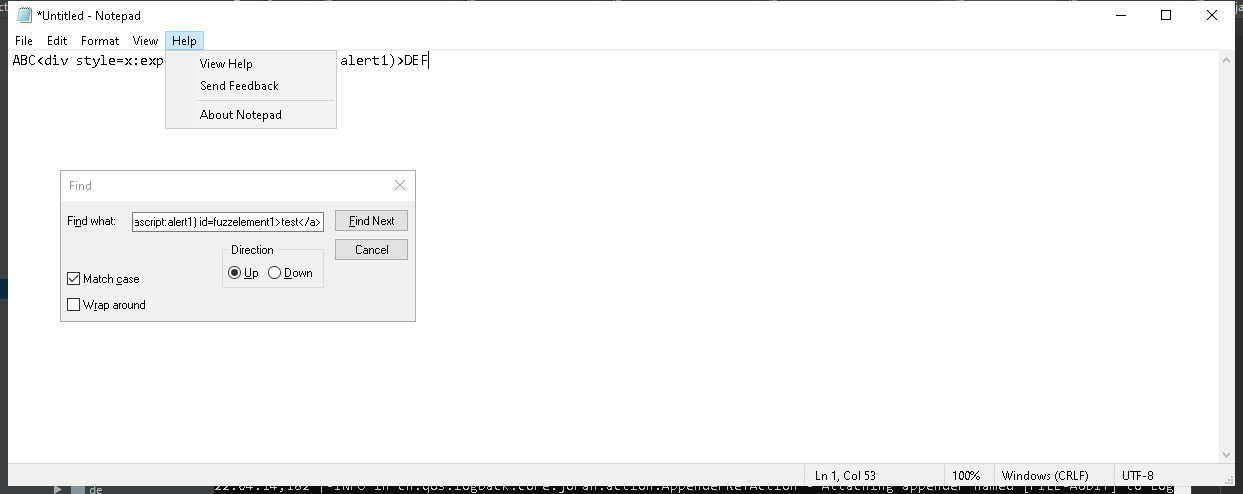 *Untitled - Notepad
File Edit Format View Help
ABC<div style=x:exp alert1)>DEF
View Help
Send Feedback
About Notepad
Find
Find what: ascript:alert1) id=fuzzelement1>test</a> Find Next
Direction Cancel
Up Down
Match case
Wrap around
Ln 1, Col 53 100% Windows (CRLF) UTF-8
de 22:04:14,182 |-INFO in ch.qos.logback.core.joran.action.AppenderRefAction - Attaching appender named [FILE-AUDIT] to Log